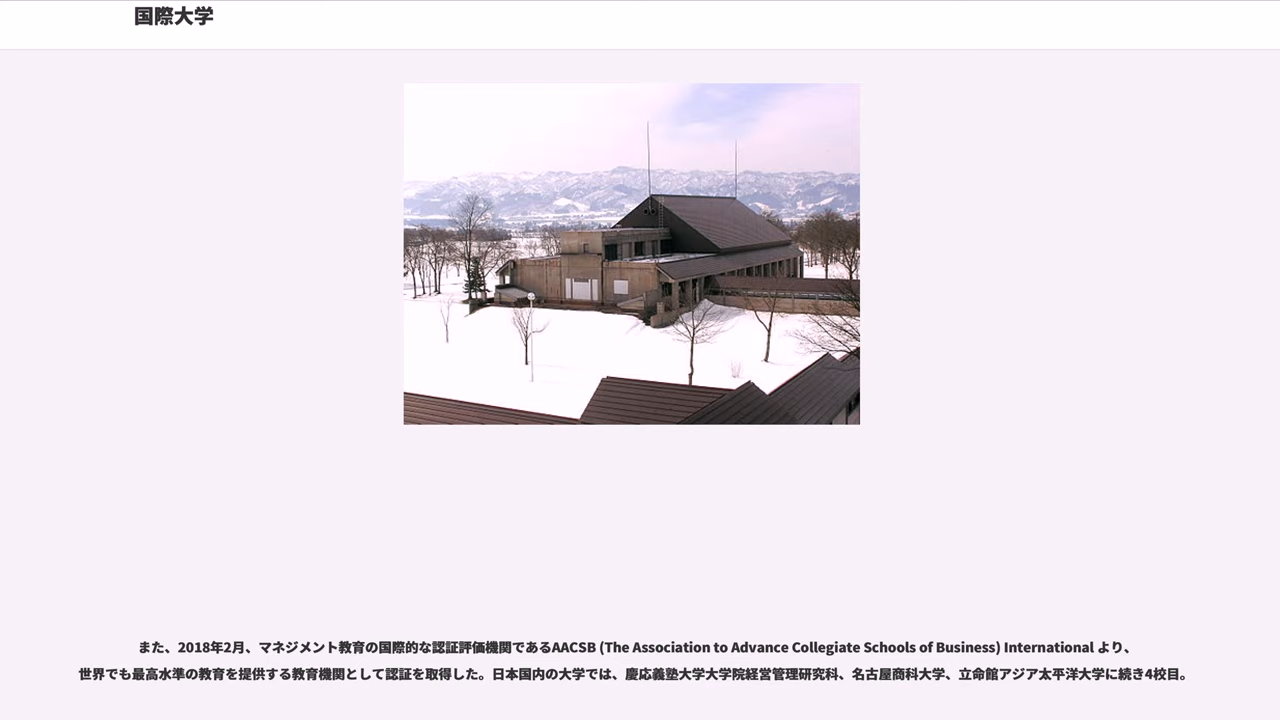 国際大学
また、2018年2月、マネジメント教育の国際的な認証評価機関であるAACSB (The Association to Advance Collegiate Schools of Business) International より、
世界でも最高水準の教育を提供する教育機関として認証を取得した。日本国内の大学では、慶応義塾大学大学院経営管理研究科、名古屋商科大学、立命館アジア太平洋大学に続き4校目。